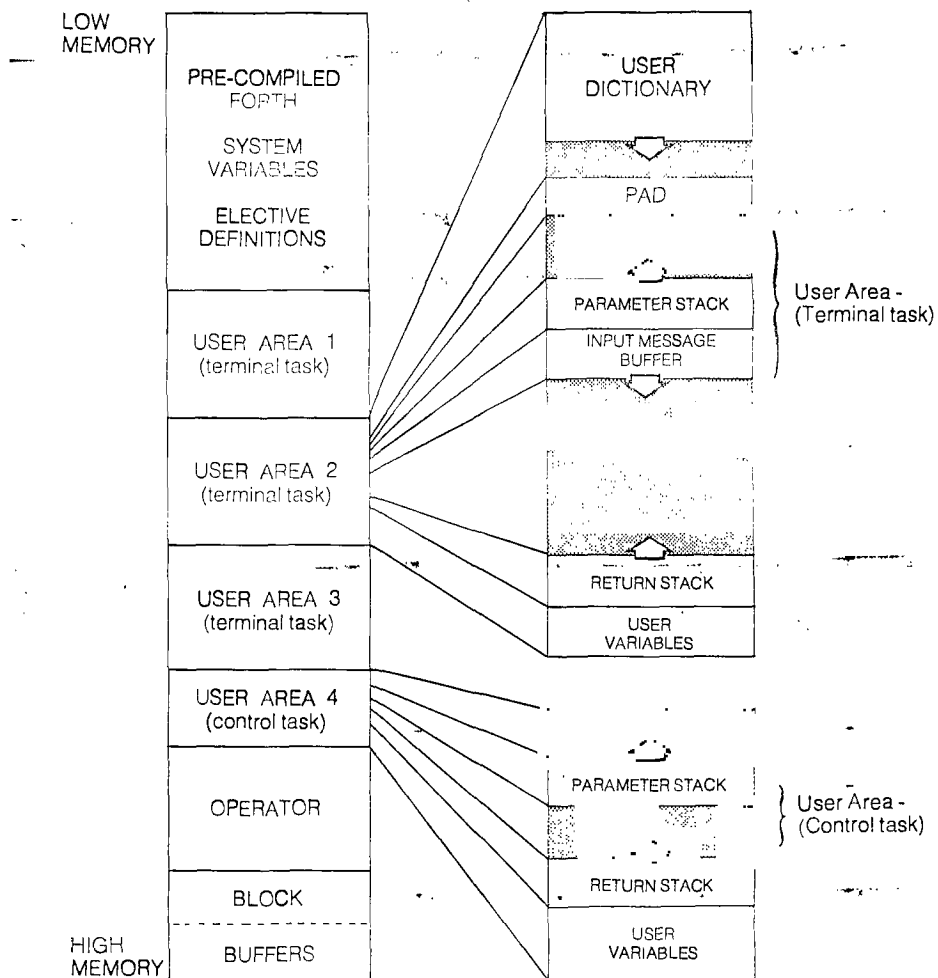 LOW
MEMORY
PRE-COMPILED
FORTH
SYSTEM
VARIABLES
ELECTIVE
DEFINITIONS
USER AREA 1
(terminal task)
USER AREA 2
(terminal task)
USER AREA 3
(terminal task)
USER AREA 4
(control task)
OPERATOR
BLOCK
BUFFERS
HIGH
MEMORY
USER
DICTIONARY
PAD
PARAMETER STACK
INPUT MESSAGE
BUFFER
RETURN STACK
USER
VARIABLES
User Area -
(Terminal task)
PARAMETER STACK
RETURN STACK
USER
VARIABLES
User Area -
(Control task)